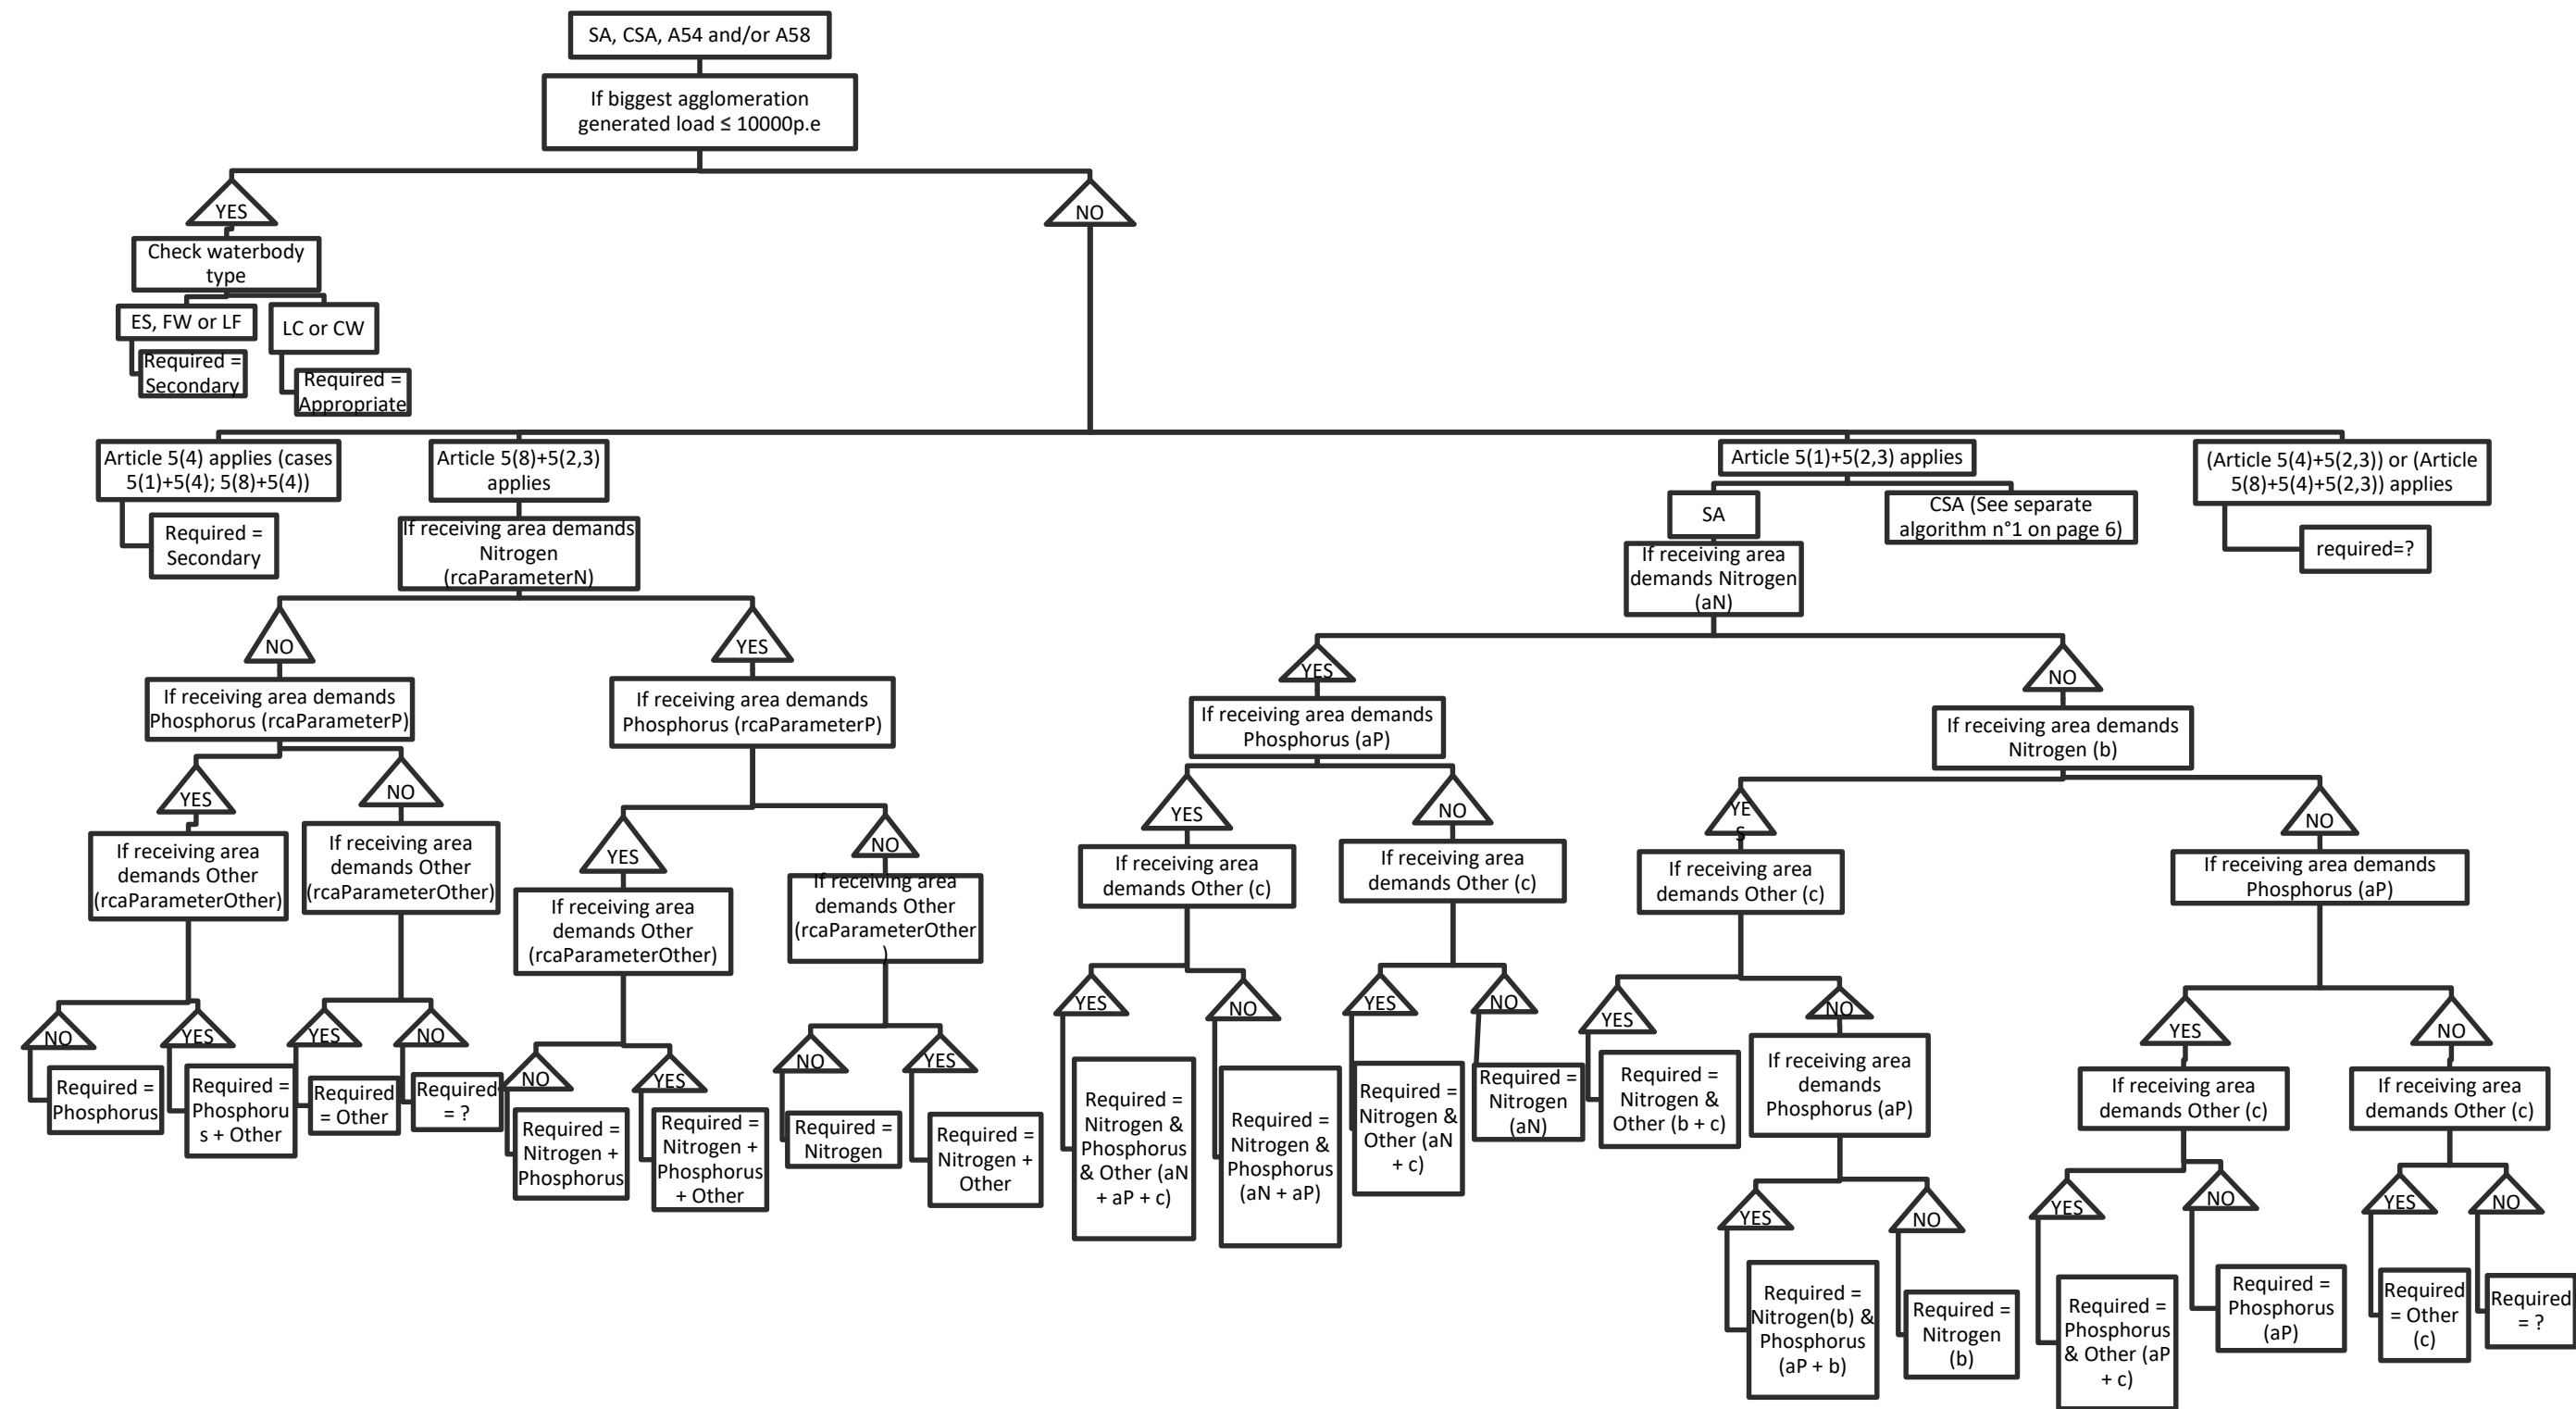 SA, CSA, A54 and/or A58
If biggest agglomeration
generated load ≤ 10000p.e
YES
NO
Check waterbody
type
ES, FW or LF
LC or CW
Required =
Secondary
Required =
Appropriate
Article 5(4) applies (cases
5(1)+5(4); 5(8)+5(4))
Required =
Secondary
Article 5(8)+5(2,3)
applies
If receiving area demands
Nitrogen
(rcaParameterN)
Article 5(1)+5(2,3) applies
SA
CSA (See separate
algorithm n°1 on page 6)
If receiving area
demands Nitrogen
(aN)
(Article 5(4)+5(2,3)) or (Article
5(8)+5(4)+5(2,3)) applies
required=?
NO
YES
If receiving area demands
Phosphorus (rcaParameterP)
If receiving area demands
Phosphorus (rcaParameterP)
YES
NO
If receiving area
demands Other
(rcaParameterOther)
If receiving area
demands Other
(rcaParameterOther)
YES
NO
If receiving area
demands Other
(rcaParameterOther)
If receiving area
demands Other
(rcaParameterOther
)
NO
YES
YES
NO
NO
YES
NO
YES
Required =
Phosphorus
Required =
Phosphoru
s + Other
Required
= Other
Required
= ?
Required =
Nitrogen +
Phosphorus
Required =
Nitrogen +
Phosphorus
+ Other
Required =
Nitrogen
Required =
Nitrogen +
Other
YES
NO
If receiving area demands
Phosphorus (aP)
If receiving area demands
Nitrogen (b)
YES
NO
YE
S
NO
If receiving area
demands Other (c)
If receiving area
demands Other (c)
If receiving area
demands Other (c)
If receiving area demands
Phosphorus (aP)
YES
NO
YES
NO
YES
NO
YES
NO
Required =
Nitrogen &
Phosphorus
& Other (aN
+ aP + c)
Required =
Nitrogen &
Phosphorus
(aN + aP)
Required =
Nitrogen &
Other (aN
+ c)
Required =
Nitrogen
(aN)
Required =
Nitrogen &
Other (b + c)
If receiving area
demands
Phosphorus (aP)
If receiving area
demands Other (c)
If receiving area
demands Other (c)
YES
NO
YES
NO
YES
NO
Required =
Nitrogen(b) &
Phosphorus
(aP + b)
Required =
Nitrogen
(b)
Required =
Phosphorus
& Other (aP
+ c)
Required =
Phosphorus
(aP)
Required
= Other
(c)
Required
= ?